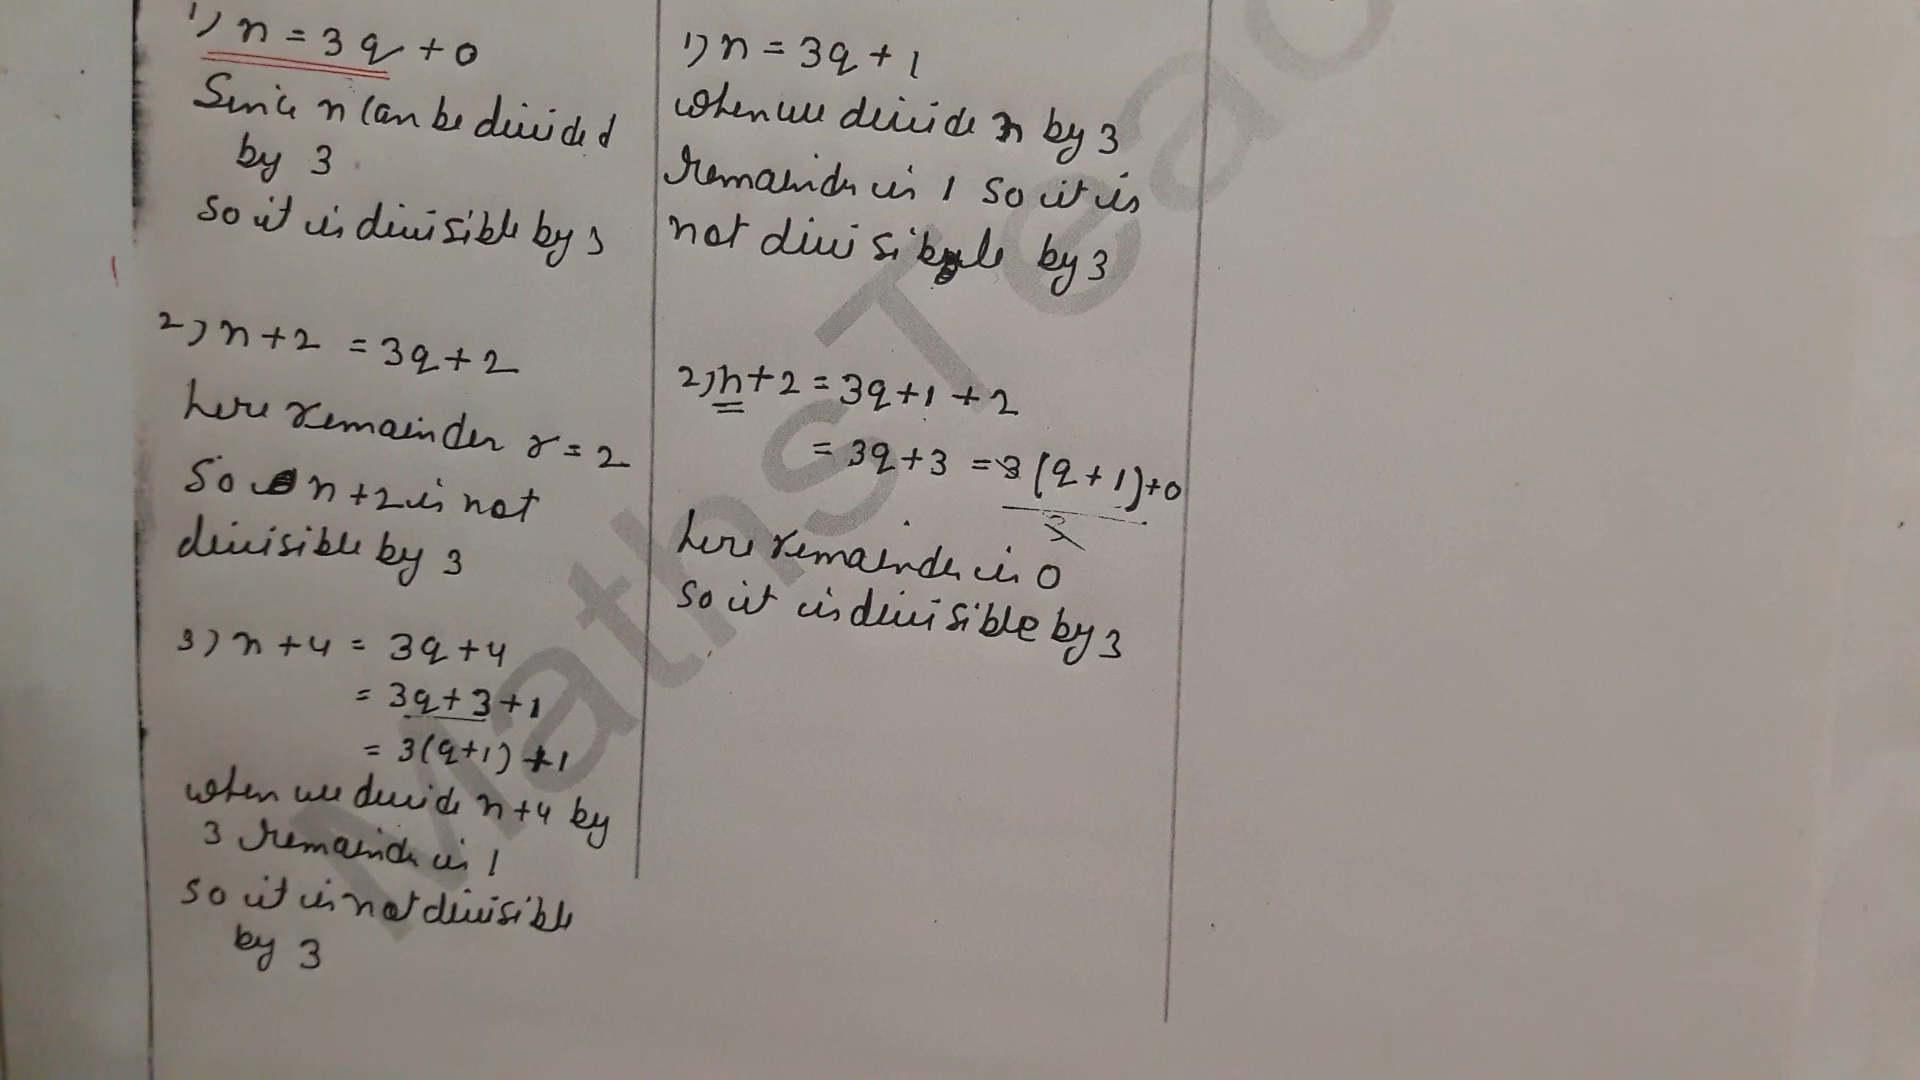 1) n = 3q + 0
Since n can be divided
by 3
so it is divisible by 3
2) n + 2 = 3q + 2
here remainder r = 2
So n + 2 is not
divisible by 3
3) n + 4 = 3q + 4
= 3q + 3 + 1
= 3(q+1) + 1
when we divide n + 4 by
3 remainder is 1
so it is not divisible
by 3
1) n = 3q + 1
when we divide n by 3
remainder is 1 so it is
not divisible by 3
2) n + 2 = 3q + 1 + 2
= 3q + 3 = 3(q + 1) + 0
3
here remainder is 0
so it is divisible by 3
Maths Teac